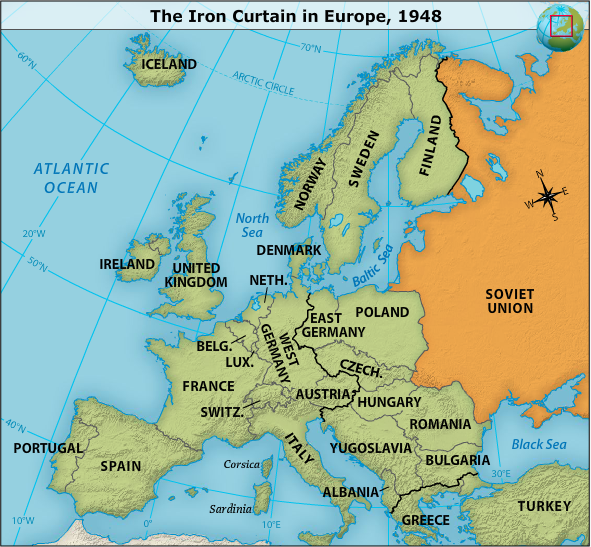 The Iron Curtain in Europe, 1948
70°N
60°N
ICELAND
ARCTIC CIRCLE
ATLANTIC
OCEAN
NORWAY
SWEDEN
FINLAND
N
W
E
S
North
Sea
20°W
50°N
IRELAND
UNITED
KINGDOM
DENMARK
Baltic Sea
NETH.
SOVIET
UNION
EAST
GERMANY
POLAND
WEST
GERMANY
BELG.
LUX.
CZECH.
FRANCE
AUSTRIA
HUNGARY
SWITZ.
ROMANIA
40°N
ITALY
YUGOSLAVIA
Black Sea
PORTUGAL
SPAIN
Corsica
BULGARIA
30°E
ALBANIA
Sardinia
TURKEY
10°W
0°
10°E
GREECE